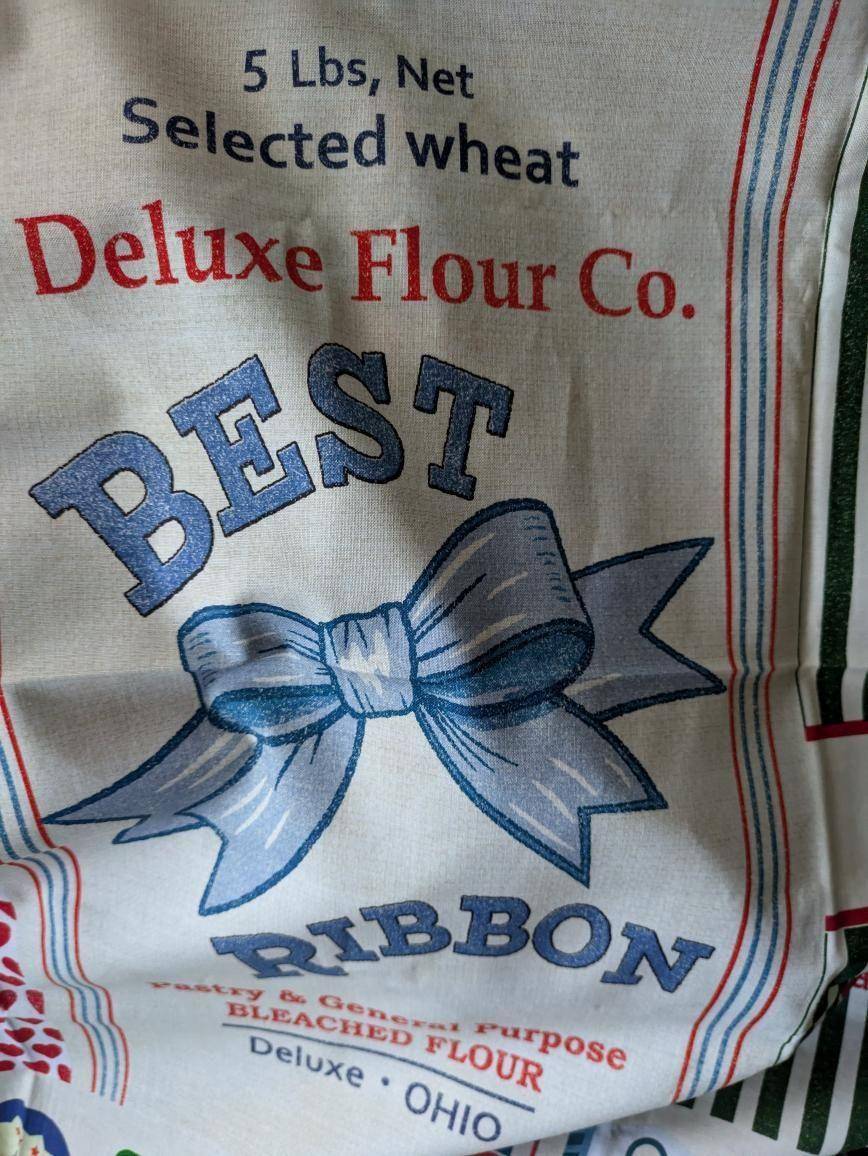 5 Lbs, Net
Selected wheat
Deluxe Flour Co.
BEST
RIBBON
Pastry & General Purpose
BLEACHED FLOUR
Deluxe • OHIO